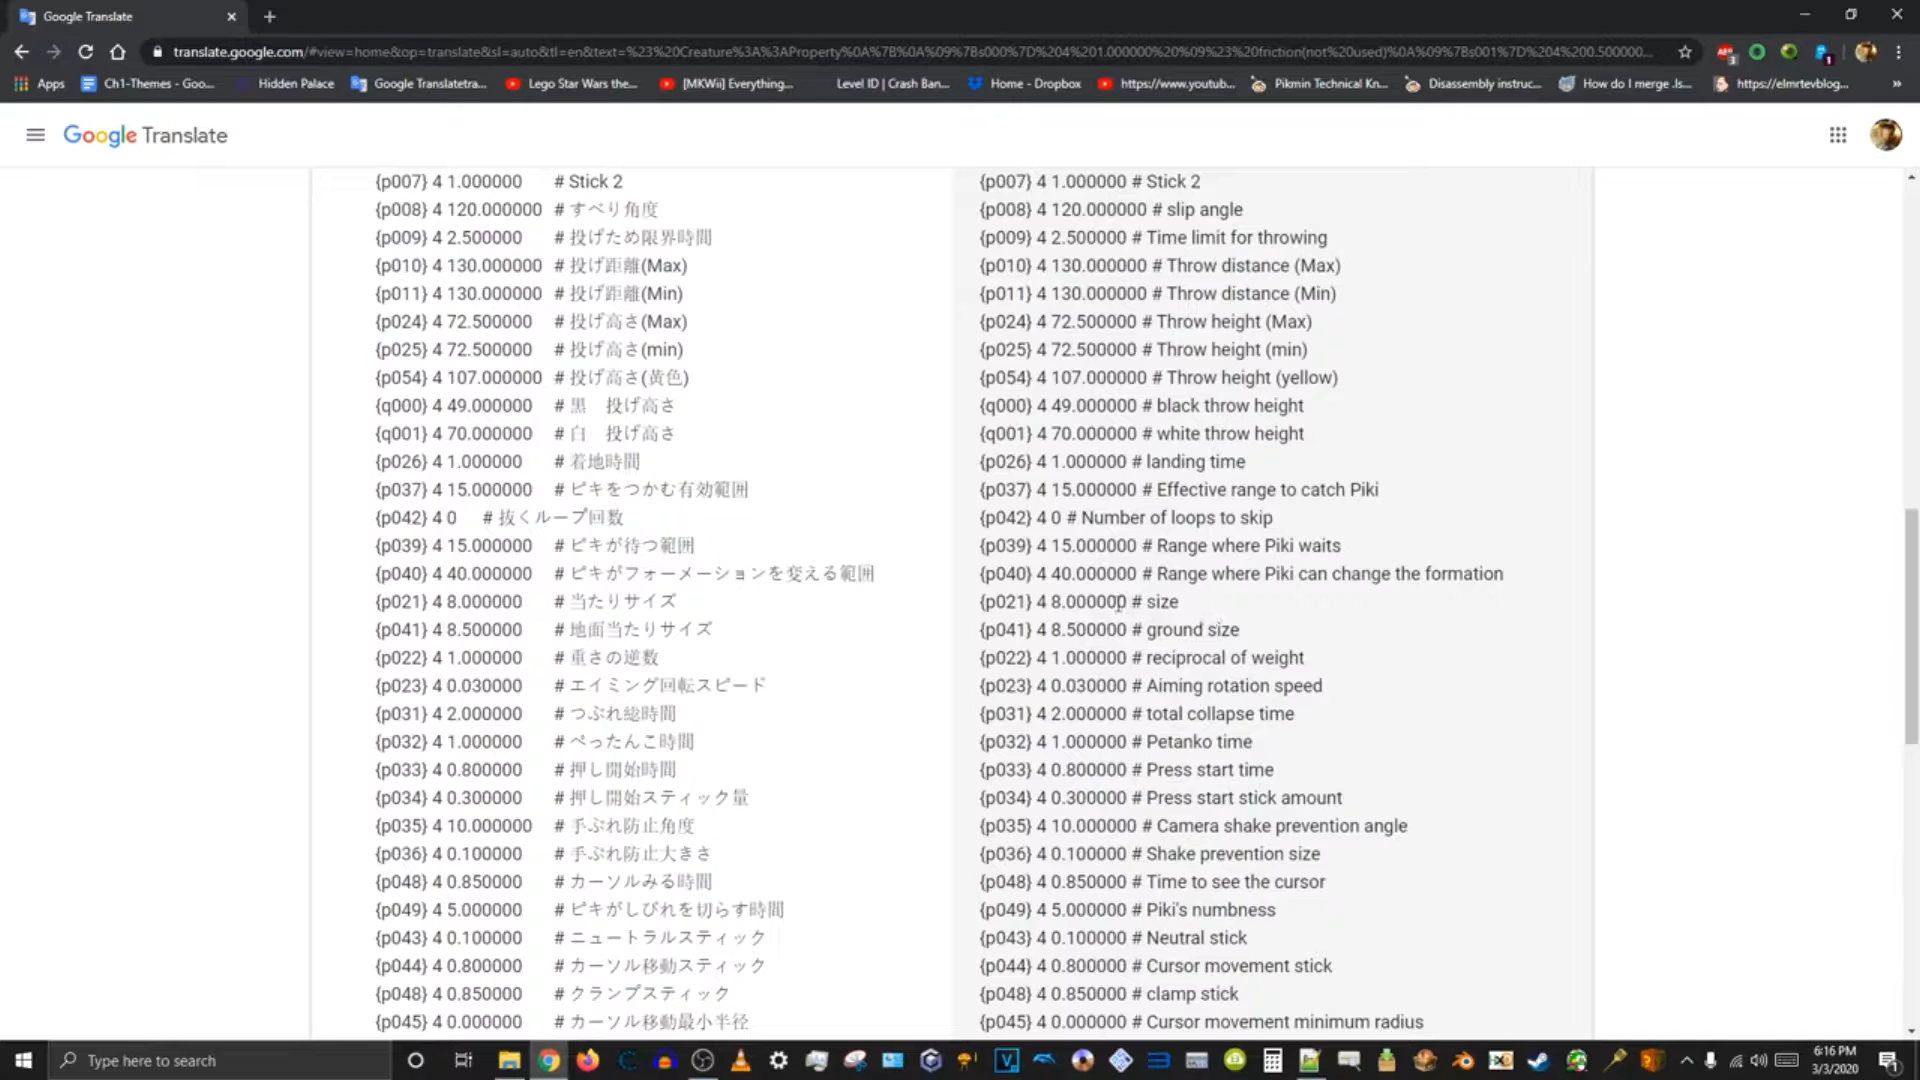 Google Translate
translate.google.com/#view=home&op=translate&sl=auto&tl=en&text=%23%20Creature%3A%3AProperty%0A%7B%0A%09%7Bs000%7D%204%201.000000%20%09%23%20friction(not%20used)%0A%09%7Bs001%7D%204%200.500000...
Apps
Ch1-Themes - Goo...
Hidden Palace
Google Translatetra...
Lego Star Wars the...
[MKWii] Everything...
Level ID | Crash Ban...
Home - Dropbox
https://www.youtub...
Pikmin Technical Kn...
Disassembly instruc...
How do I merge .ls...
https://elmrtevblog...
Google Translate
{p007} 4 1.000000 # Stick 2
{p008} 4 120.000000 # すべり角度
{p009} 4 2.500000 # 投げため限界時間
{p010} 4 130.000000 # 投げ距離(Max)
{p011} 4 130.000000 # 投げ距離(Min)
{p024} 4 72.500000 # 投げ高さ(Max)
{p025} 4 72.500000 # 投げ高さ(min)
{p054} 4 107.000000 # 投げ高さ(黄色)
{q000} 4 49.000000 # 黒　投げ高さ
{q001} 4 70.000000 # 白　投げ高さ
{p026} 4 1.000000 # 着地時間
{p037} 4 15.000000 # ピキをつかむ有効範囲
{p042} 4 0 # 抜くループ回数
{p039} 4 15.000000 # ピキが待つ範囲
{p040} 4 40.000000 # ピキがフォーメーションを変える範囲
{p021} 4 8.000000 # 当たりサイズ
{p041} 4 8.500000 # 地面当たりサイズ
{p022} 4 1.000000 # 重さの逆数
{p023} 4 0.030000 # エイミング回転スピード
{p031} 4 2.000000 # つぶれ総時間
{p032} 4 1.000000 # ぺったんこ時間
{p033} 4 0.800000 # 押し開始時間
{p034} 4 0.300000 # 押し開始スティック量
{p035} 4 10.000000 # 手ぶれ防止角度
{p036} 4 0.100000 # 手ぶれ防止大きさ
{p048} 4 0.850000 # カーソルみる時間
{p049} 4 5.000000 # ピキがしびれを切らす時間
{p043} 4 0.100000 # ニュートラルスティック
{p044} 4 0.800000 # カーソル移動スティック
{p048} 4 0.850000 # クランプスティック
{p045} 4 0.000000 # カーソル移動最小半径
{p007} 4 1.000000 # Stick 2
{p008} 4 120.000000 # slip angle
{p009} 4 2.500000 # Time limit for throwing
{p010} 4 130.000000 # Throw distance (Max)
{p011} 4 130.000000 # Throw distance (Min)
{p024} 4 72.500000 # Throw height (Max)
{p025} 4 72.500000 # Throw height (min)
{p054} 4 107.000000 # Throw height (yellow)
{q000} 4 49.000000 # black throw height
{q001} 4 70.000000 # white throw height
{p026} 4 1.000000 # landing time
{p037} 4 15.000000 # Effective range to catch Piki
{p042} 4 0 # Number of loops to skip
{p039} 4 15.000000 # Range where Piki waits
{p040} 4 40.000000 # Range where Piki can change the formation
{p021} 4 8.000000 # size
{p041} 4 8.500000 # ground size
{p022} 4 1.000000 # reciprocal of weight
{p023} 4 0.030000 # Aiming rotation speed
{p031} 4 2.000000 # total collapse time
{p032} 4 1.000000 # Petanko time
{p033} 4 0.800000 # Press start time
{p034} 4 0.300000 # Press start stick amount
{p035} 4 10.000000 # Camera shake prevention angle
{p036} 4 0.100000 # Shake prevention size
{p048} 4 0.850000 # Time to see the cursor
{p049} 4 5.000000 # Piki's numbness
{p043} 4 0.100000 # Neutral stick
{p044} 4 0.800000 # Cursor movement stick
{p048} 4 0.850000 # clamp stick
{p045} 4 0.000000 # Cursor movement minimum radius
Type here to search
6:16 PM
3/3/2020